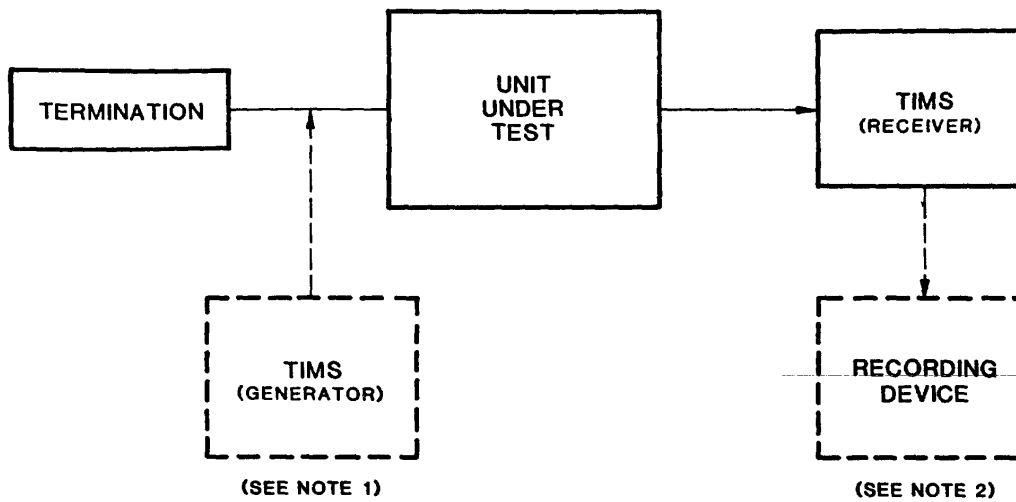 TERMINATION
UNIT
UNDER
TEST
TIMS
(RECEIVER)
TIMS
(GENERATOR)
RECORDING
DEVICE
(SEE NOTE 1)
(SEE NOTE 2)